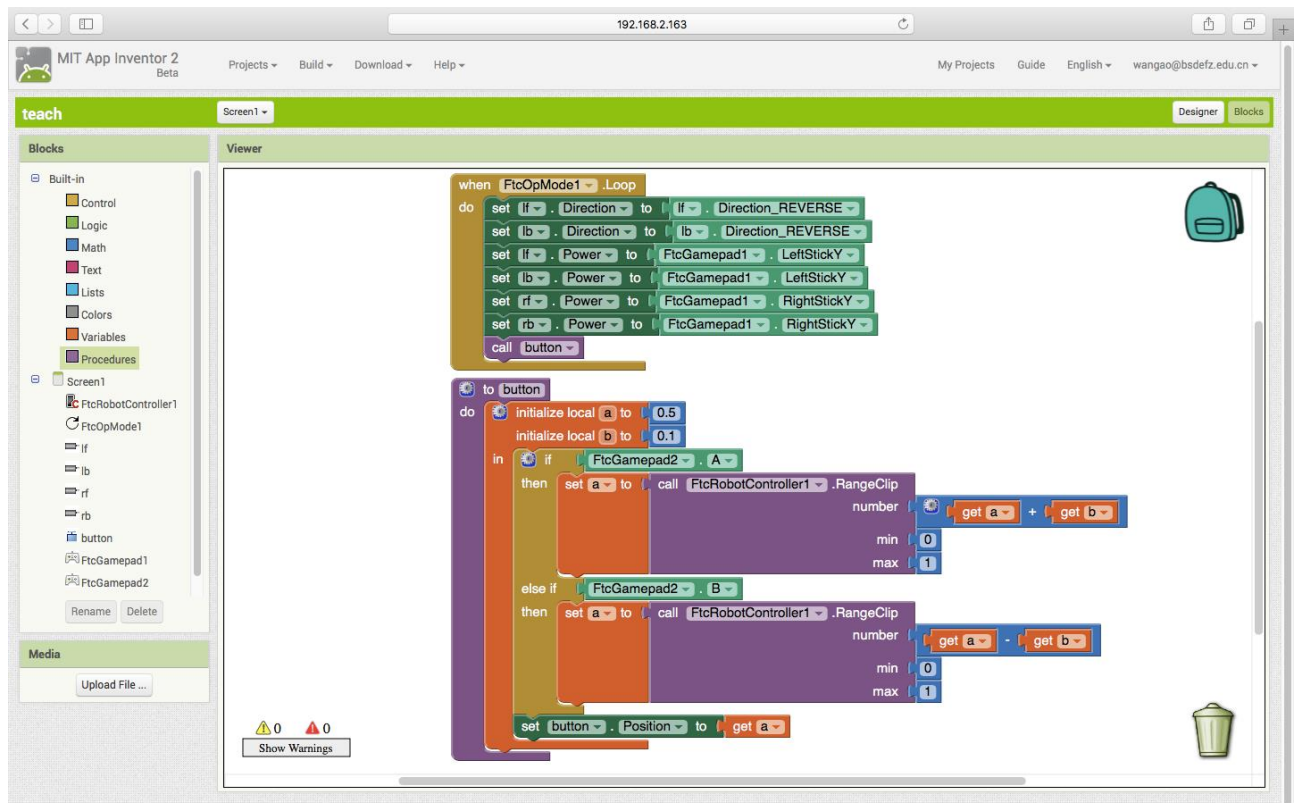 192.168.2.163
MIT App Inventor 2
Beta
Projects Build Download Help My Projects Guide English wangao@bsdefz.edu.cn
teach Screen1 Designer Blocks
Blocks
Viewer
Built-in
Control
Logic
Math
Text
Lists
Colors
Variables
Procedures
Screen1
FtcRobotController1
FtcOpMode1
lf
lb
rf
rb
button
FtcGamepad1
FtcGamepad2
Rename Delete
Media
Upload File ...
when FtcOpMode1 .Loop
do set lf . Direction to lf . Direction_REVERSE
set lb . Direction to lb . Direction_REVERSE
set lf . Power to FtcGamepad1 . LeftStickY
set lb . Power to FtcGamepad1 . LeftStickY
set rf . Power to FtcGamepad1 . RightStickY
set rb . Power to FtcGamepad1 . RightStickY
call button
to button
do initialize local a to 0.5
initialize local b to 0.1
in if FtcGamepad2 . A
then set a to call FtcRobotController1 .RangeClip
number get a + get b
min 0
max 1
else if FtcGamepad2 . B
then set a to call FtcRobotController1 .RangeClip
number get a - get b
min 0
max 1
set button . Position to get a
0 0
Show Warnings